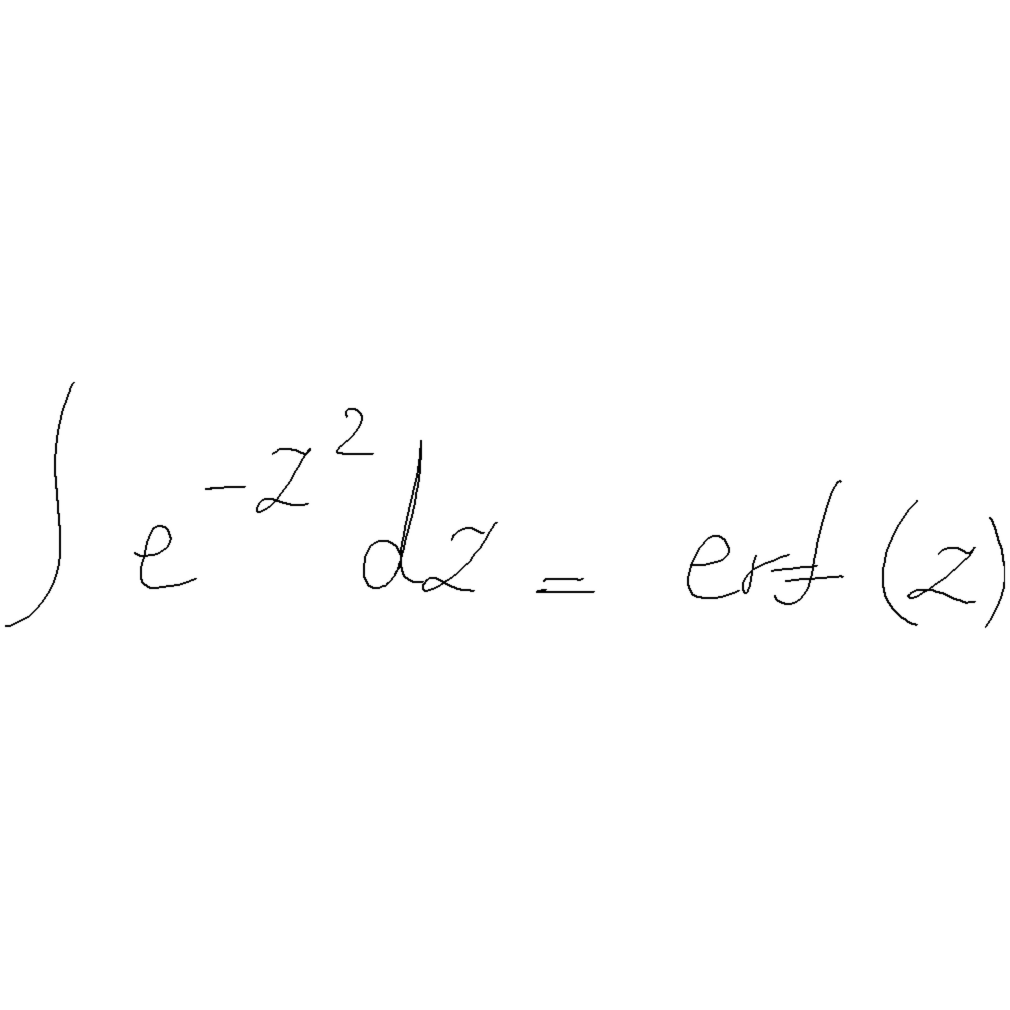 ∫ e^{-z^2} dz = erf(z)